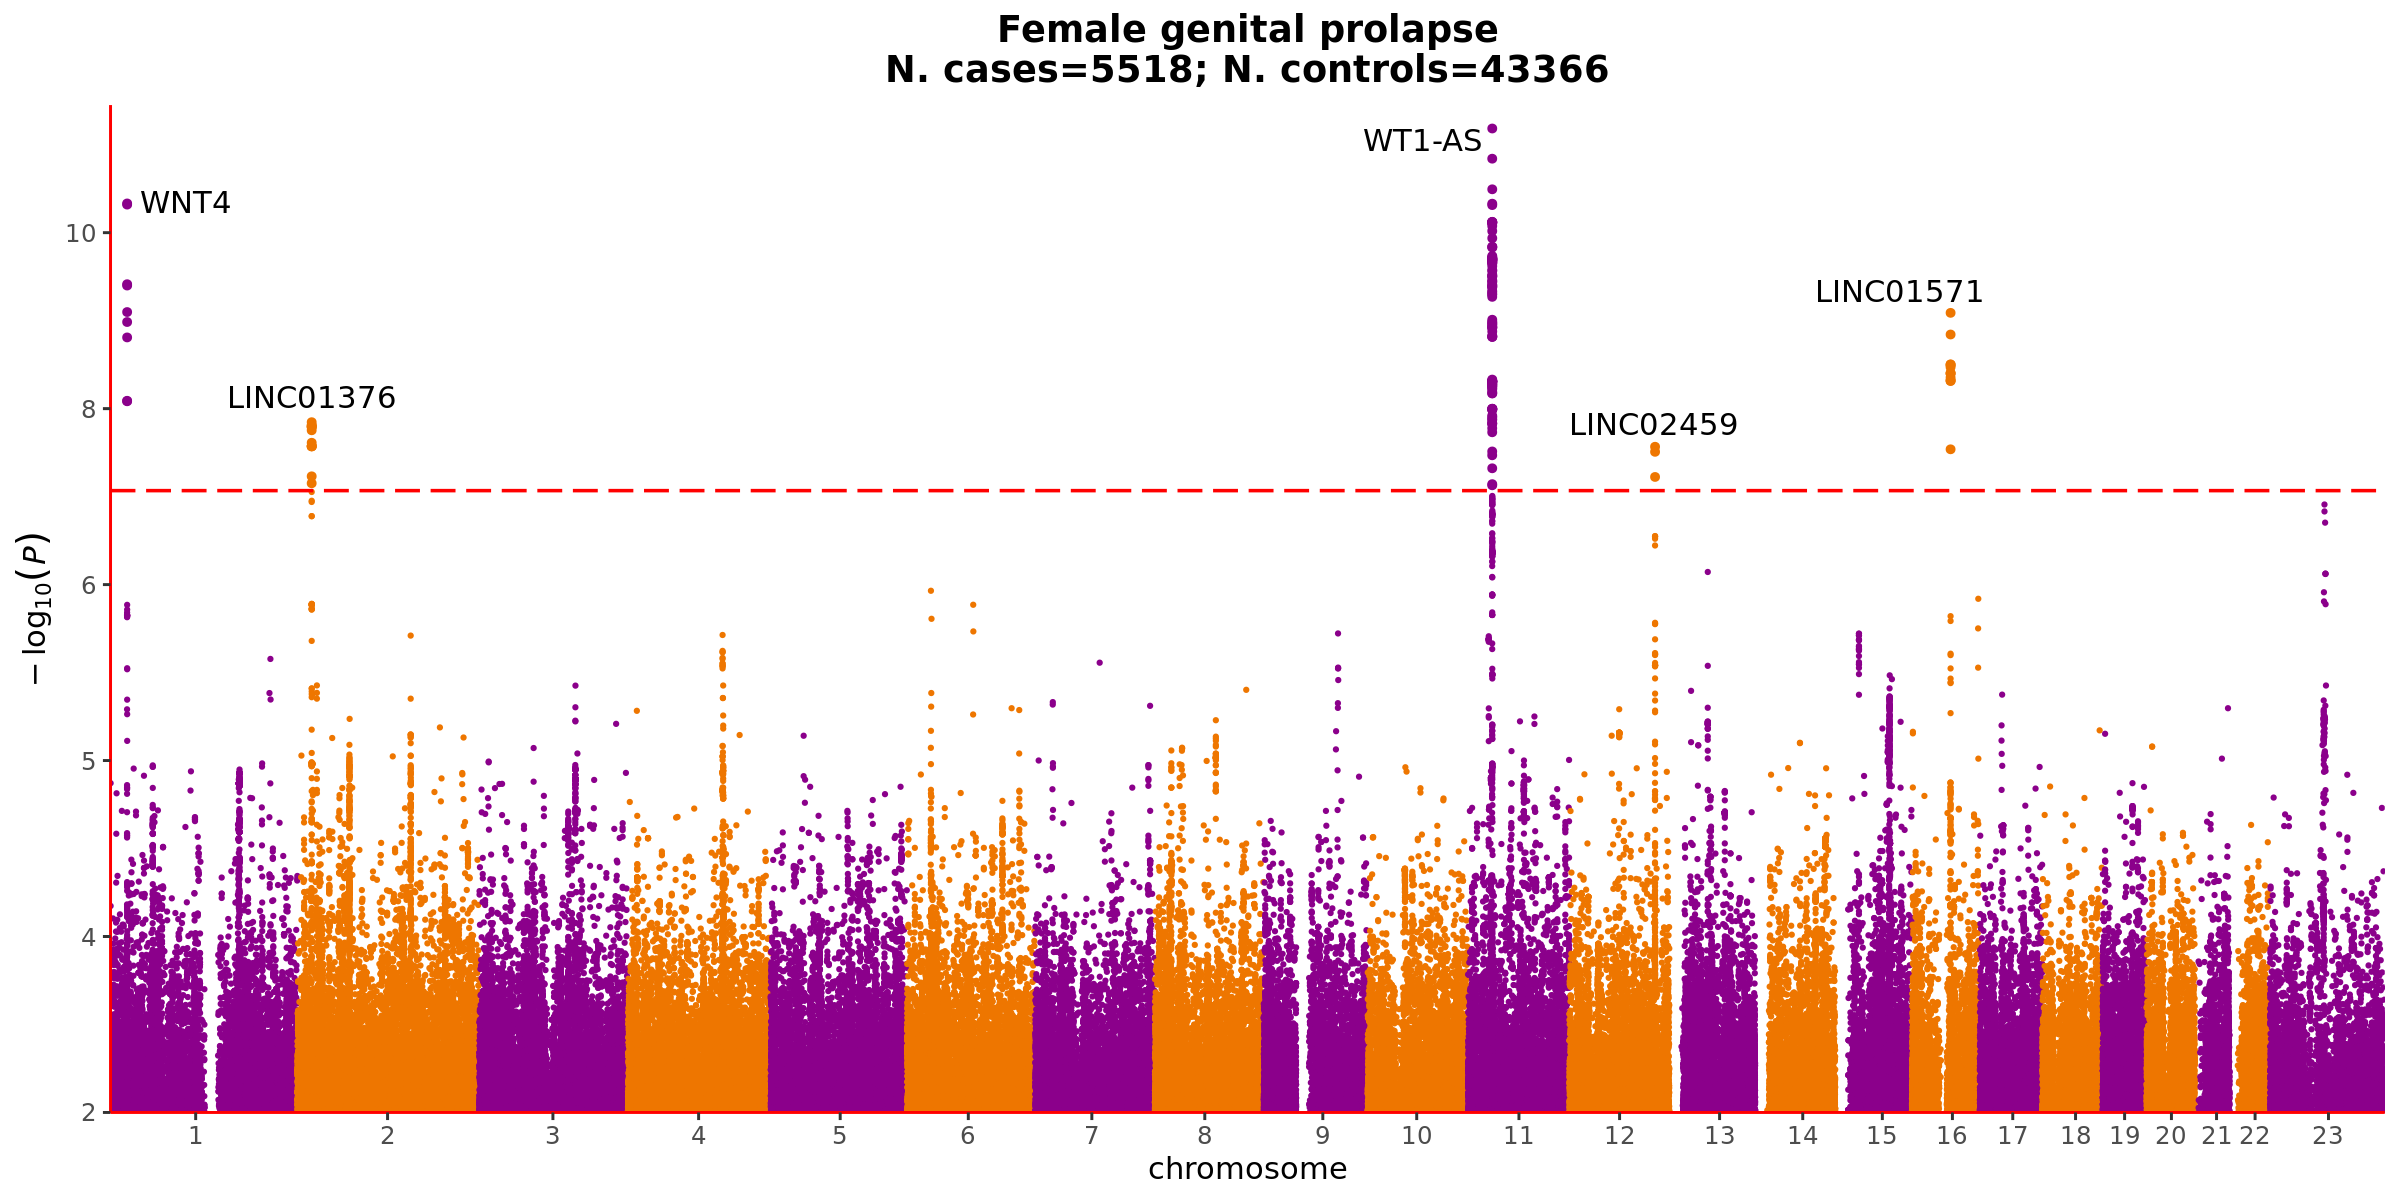 Female genital prolapse
N. cases=5518; N. controls=43366
WT1-AS
WNT4
10
LINC01571
LINC01376
8
LINC02459
6
5
4
2
−log₁₀(P)
1 2 3 4 5 6 7 8 9 10 11 12 13 14 15 16 17 18 19 20 21 22 23
chromosome